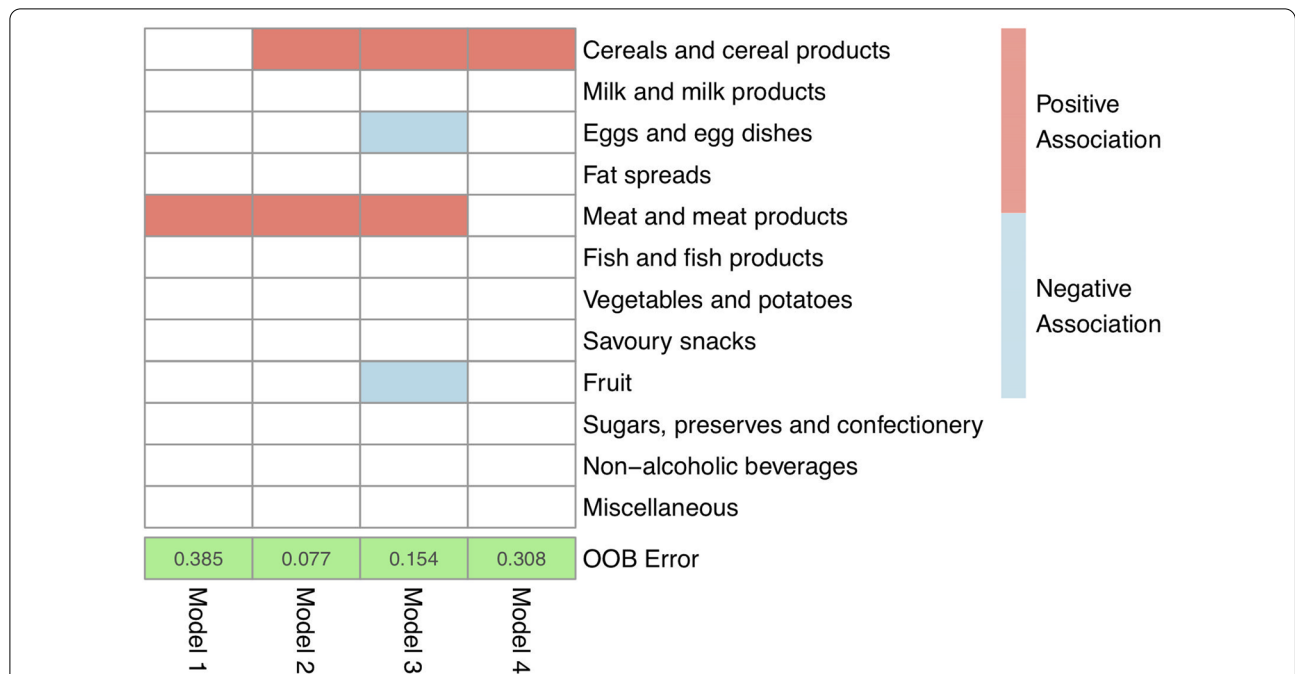 Cereals and cereal products
Milk and milk products
Eggs and egg dishes
Fat spreads
Meat and meat products
Fish and fish products
Vegetables and potatoes
Savoury snacks
Fruit
Sugars, preserves and confectionery
Non−alcoholic beverages
Miscellaneous
Positive
Association
Negative
Association
0.385 0.077 0.154 0.308 OOB Error
Model 1
Model 2
Model 3
Model 4